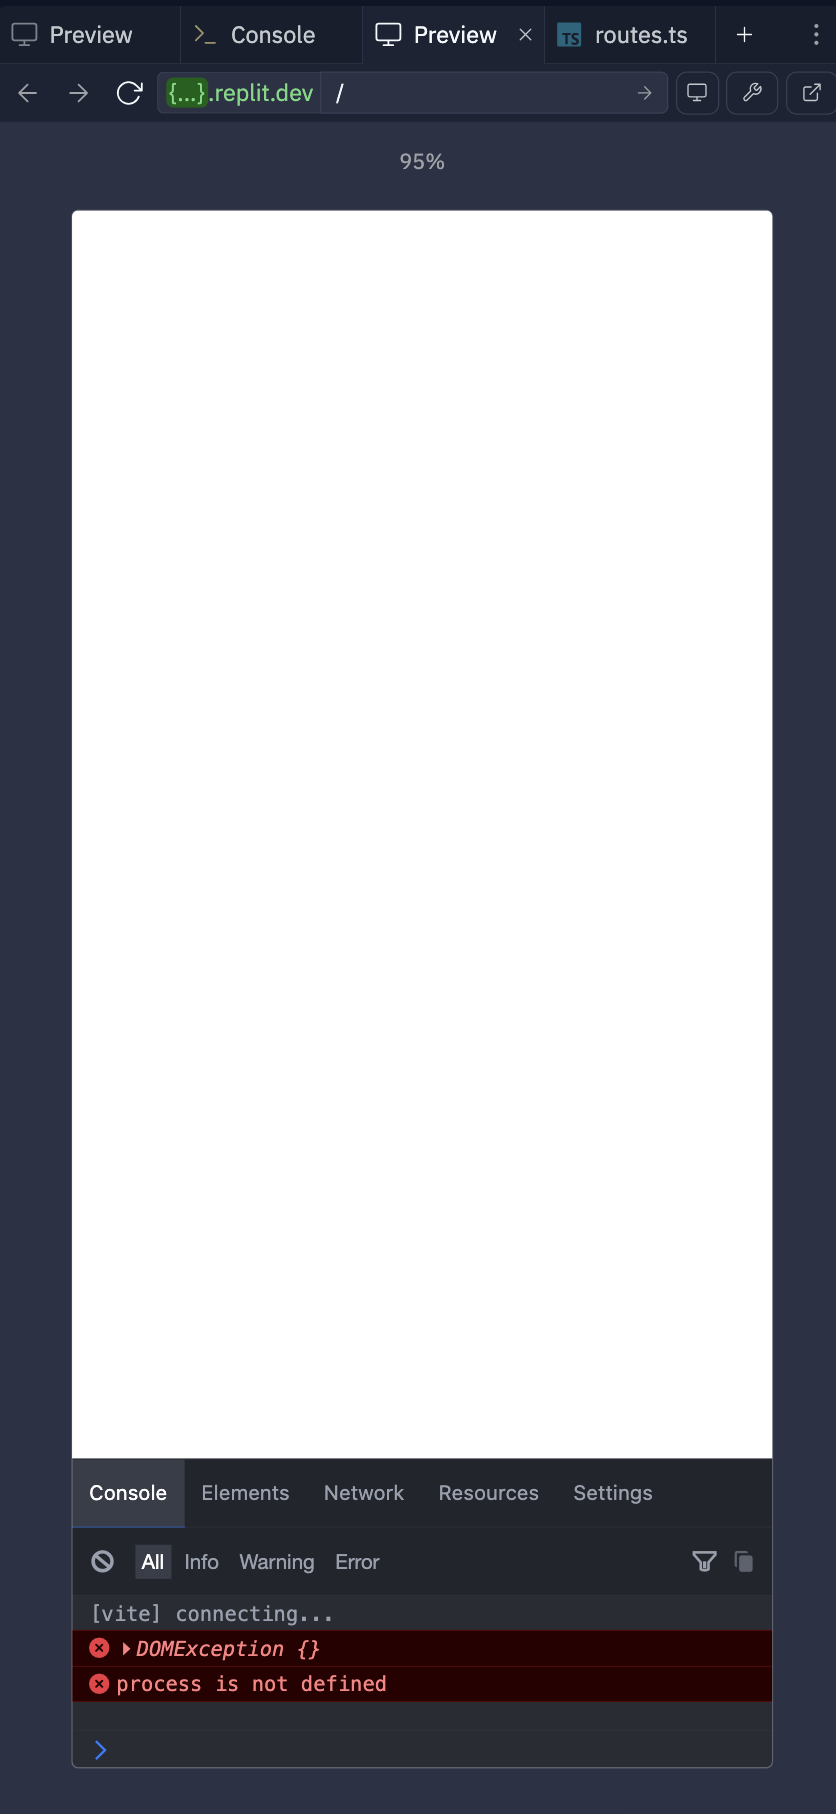 Preview
Console
Preview
TS routes.ts
{...}.replit.dev /
95%
Console Elements Network Resources Settings
All Info Warning Error
[vite] connecting...
DOMException {}
process is not defined